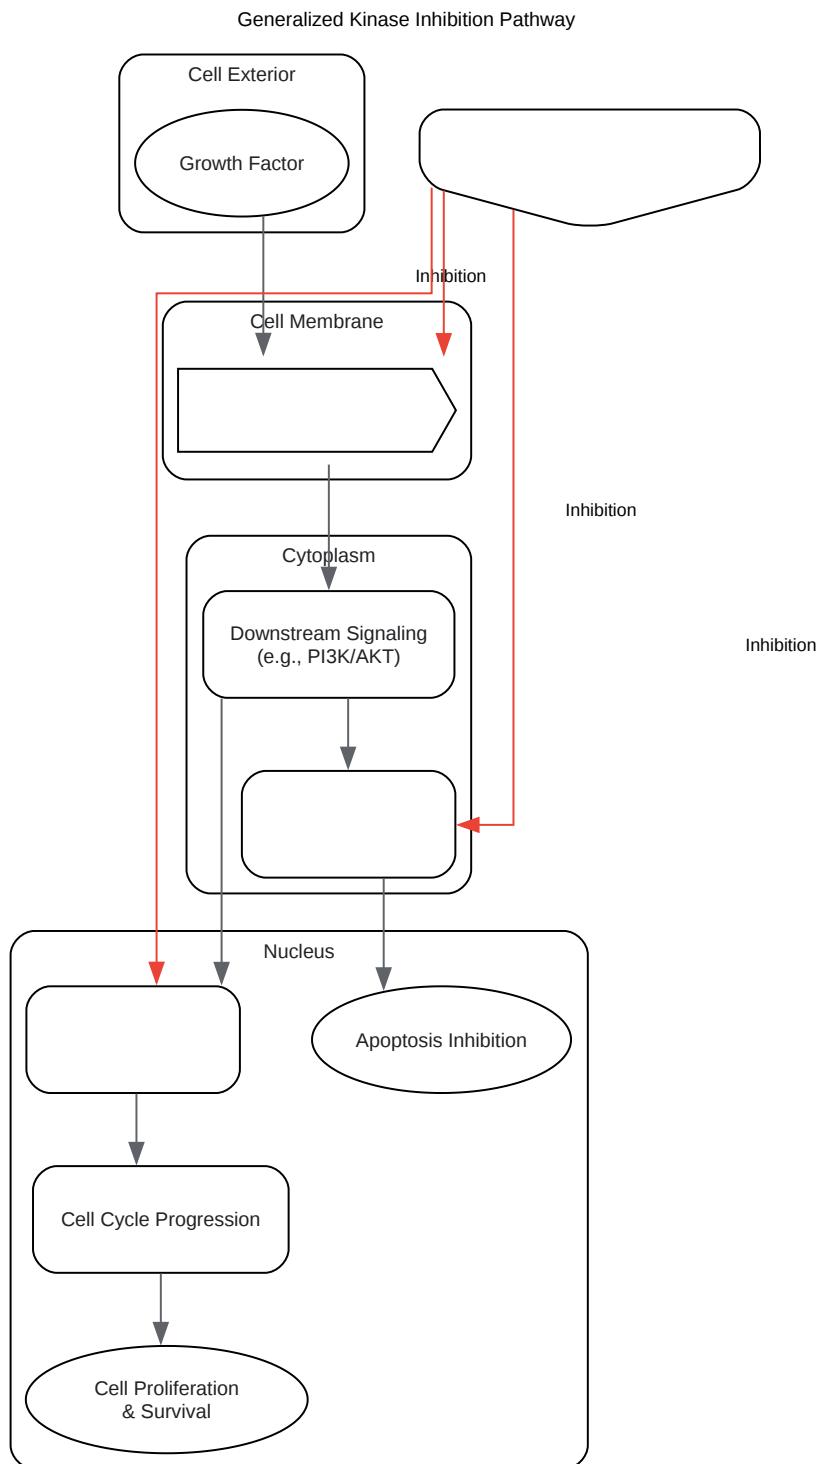 Generalized Kinase Inhibition Pathway
Cell Exterior
Growth Factor
Inhibition
Cell Membrane
Inhibition
Cytoplasm
Downstream Signaling
(e.g., PI3K/AKT)
Inhibition
Nucleus
Apoptosis Inhibition
Cell Cycle Progression
Cell Proliferation
& Survival